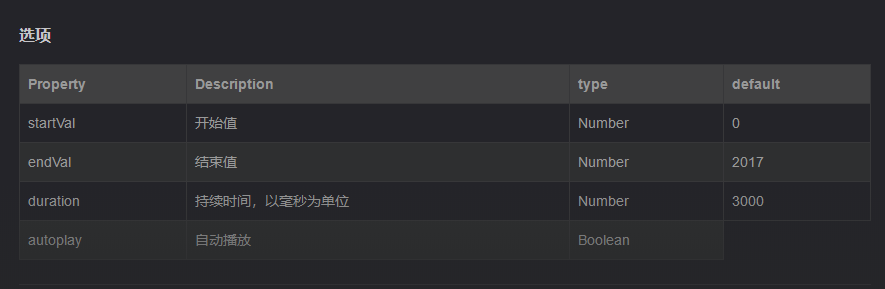 选项
Property Description type default
startVal 开始值 Number 0
endVal 结束值 Number 2017
duration 持续时间，以毫秒为单位 Number 3000
autoplay 自动播放 Boolean